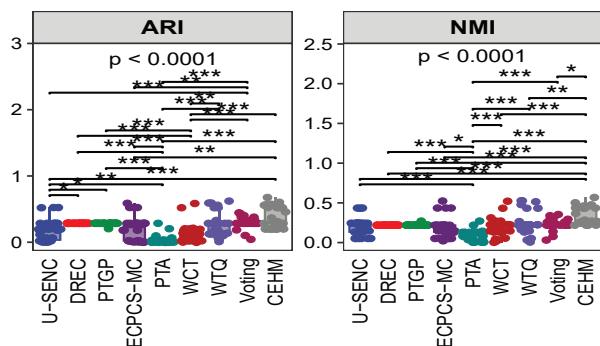 ARI
NMI
p < 0.0001
p < 0.0001
3
2
1
0
2.5
2.0
1.5
1.0
0.5
0.0
U-SENC
DREC
PTGP
ECPCS-MC
PTA
WCT
WTQ
Voting
CEHM
U-SENC
DREC
PTGP
ECPCS-MC
PTA
WCT
WTQ
Voting
CEHM